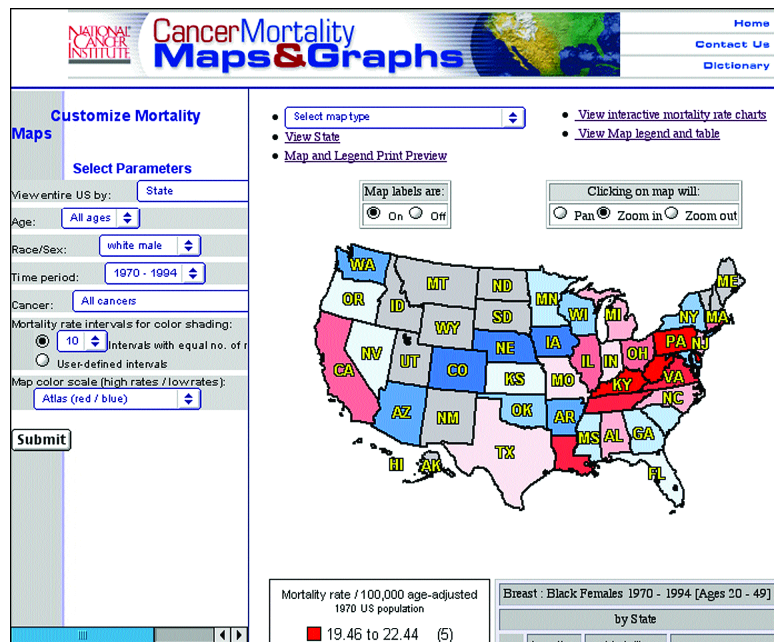 NATIONAL
CANCER
INSTITUTE
CancerMortality
Maps&Graphs
Home
Contact Us
Dictionary
Customize Mortality
Maps
Select Parameters
View entire US by: State
Age: All ages
Race/Sex: white male
Time period: 1970 - 1994
Cancer: All cancers
Mortality rate intervals for color shading:
10 Intervals with equal no. of r
User-defined intervals
Map color scale (high rates / low rates):
Atlas (red / blue)
Submit
Select map type
View State
Map and Legend Print Preview
View interactive mortality rate charts
View Map legend and table
Map labels are:
On Off
Clicking on map will:
Pan Zoom in Zoom out
WA
MT
ND
MN
ME
OR
ID
SD
WI
MI
NY
MA
WY
IA
PA
NJ
NE
NV
UT
IL
IN
OH
CA
CO
KS
MO
KY
VA
AZ
NM
OK
AR
NC
MS
AL
GA
TX
HI
AK
FL
Mortality rate / 100,000 age-adjusted
1970 US population
19.46 to 22.44 (5)
Breast : Black Females 1970 - 1994 [Ages 20 - 49]
by State